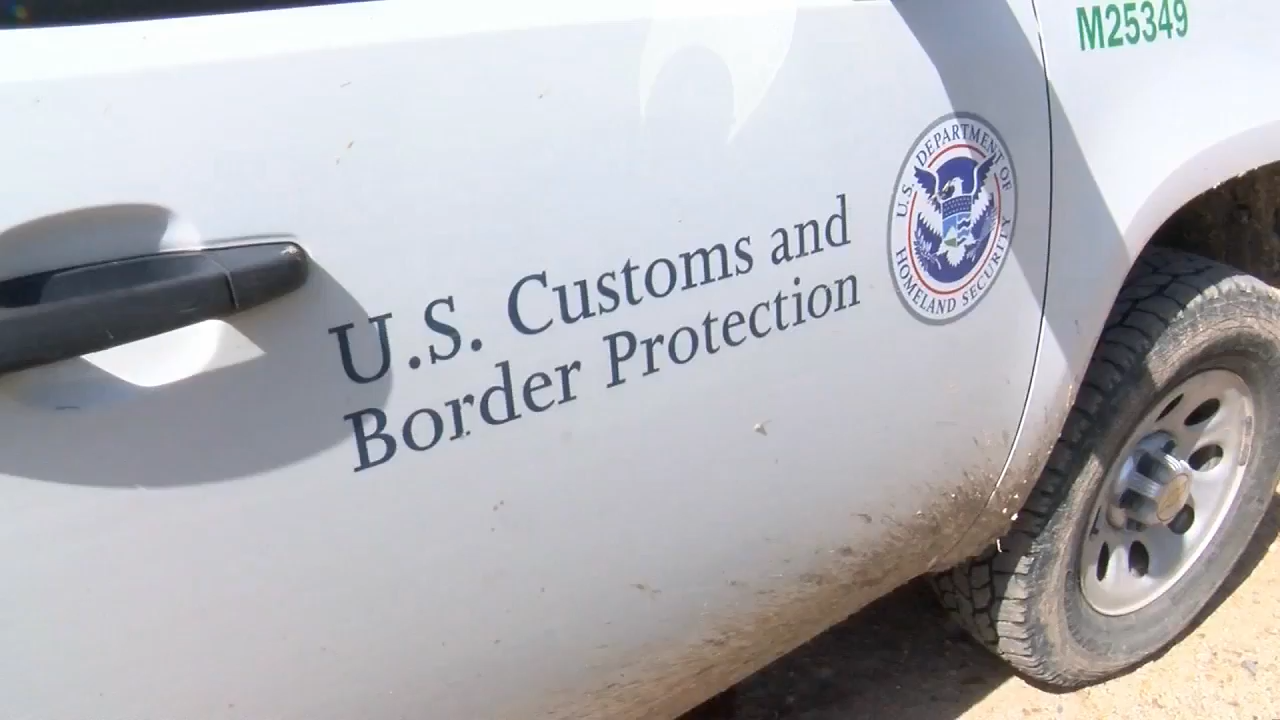 M25349
U.S. Customs and
Border Protection
U.S. DEPARTMENT OF
HOMELAND SECURITY